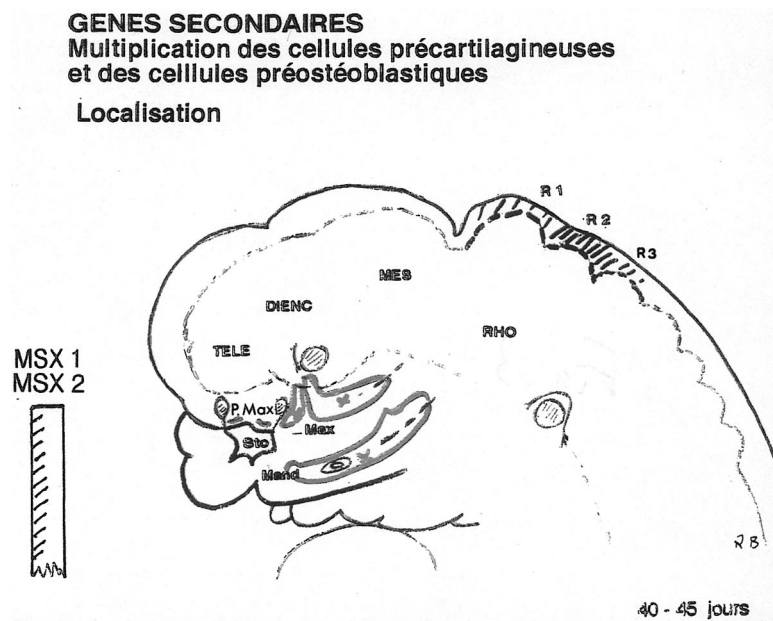 GENES SECONDAIRES
Multiplication des cellules précartilagineuses
et des celllules préostéoblastiques
Localisation
R 1
R 2
R3
MES
DIENC
RHO
TELE
MSX 1
MSX 2
P Max
Max
Sto
Mand
S
R B
40 - 45 jours